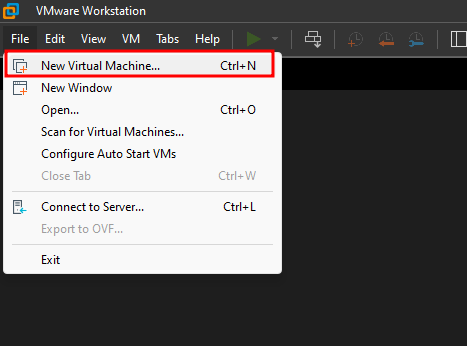 VMware Workstation
File Edit View VM Tabs Help
New Virtual Machine... Ctrl+N
New Window
Open... Ctrl+O
Scan for Virtual Machines...
Configure Auto Start VMs
Close Tab Ctrl+W
Connect to Server... Ctrl+L
Export to OVF...
Exit